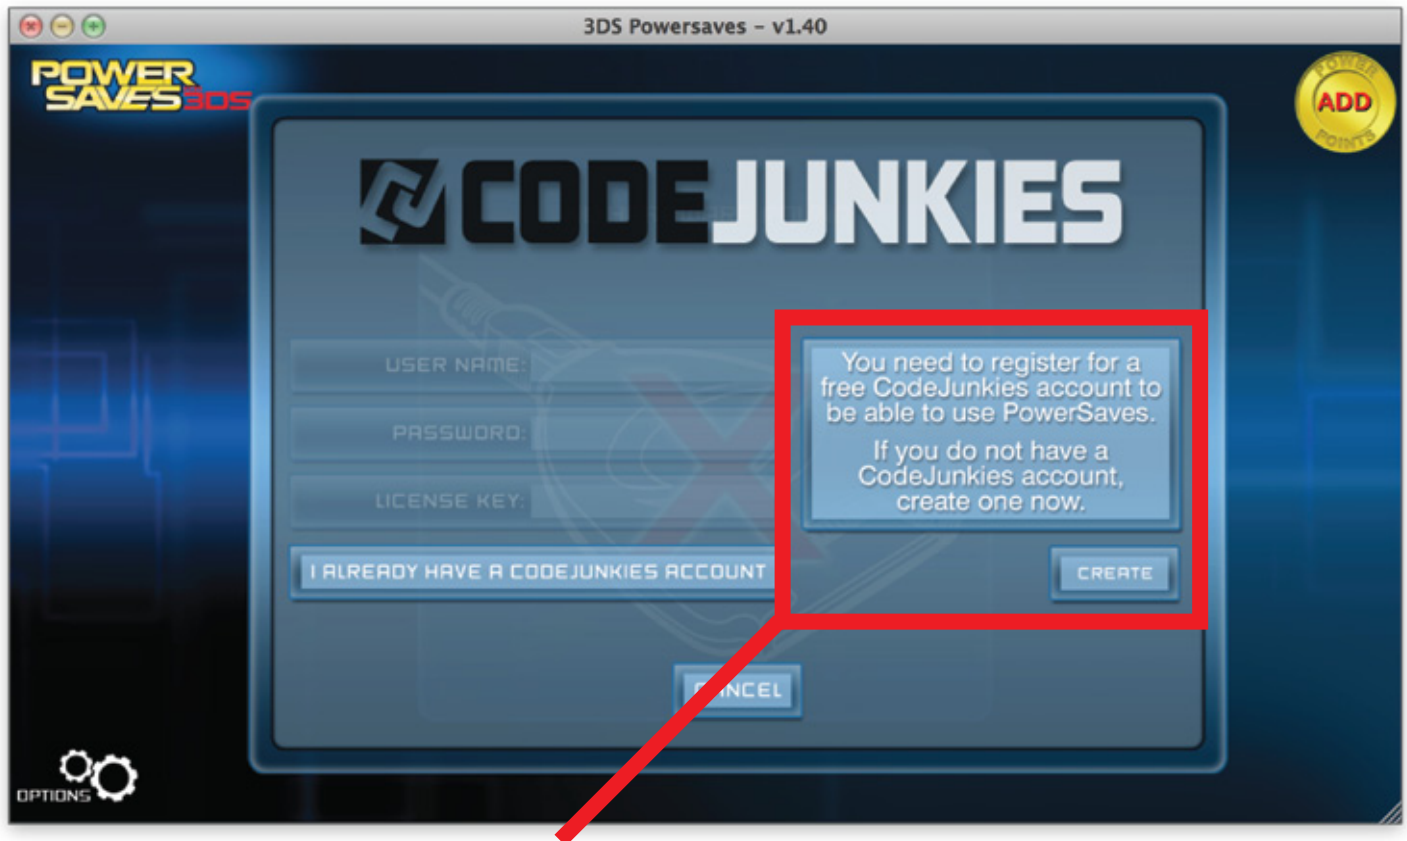 3DS Powersaves – v1.40
POWER
SAVES 3DS
POWER
ADD
POINTS
CODEJUNKIES
USER NAME:
PASSWORD:
LICENSE KEY:
You need to register for a
free CodeJunkies account to
be able to use PowerSaves.
If you do not have a
CodeJunkies account,
create one now.
I ALREADY HAVE A CODEJUNKIES ACCOUNT
CREATE
CANCEL
OPTIONS